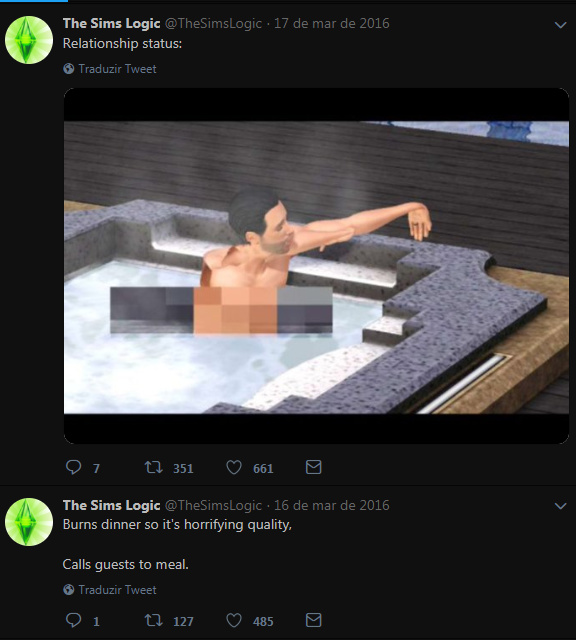 The Sims Logic @TheSimsLogic · 17 de mar de 2016
Relationship status:
Traduzir Tweet
7 351 661
The Sims Logic @TheSimsLogic · 16 de mar de 2016
Burns dinner so it's horrifying quality,
Calls guests to meal.
Traduzir Tweet
1 127 485